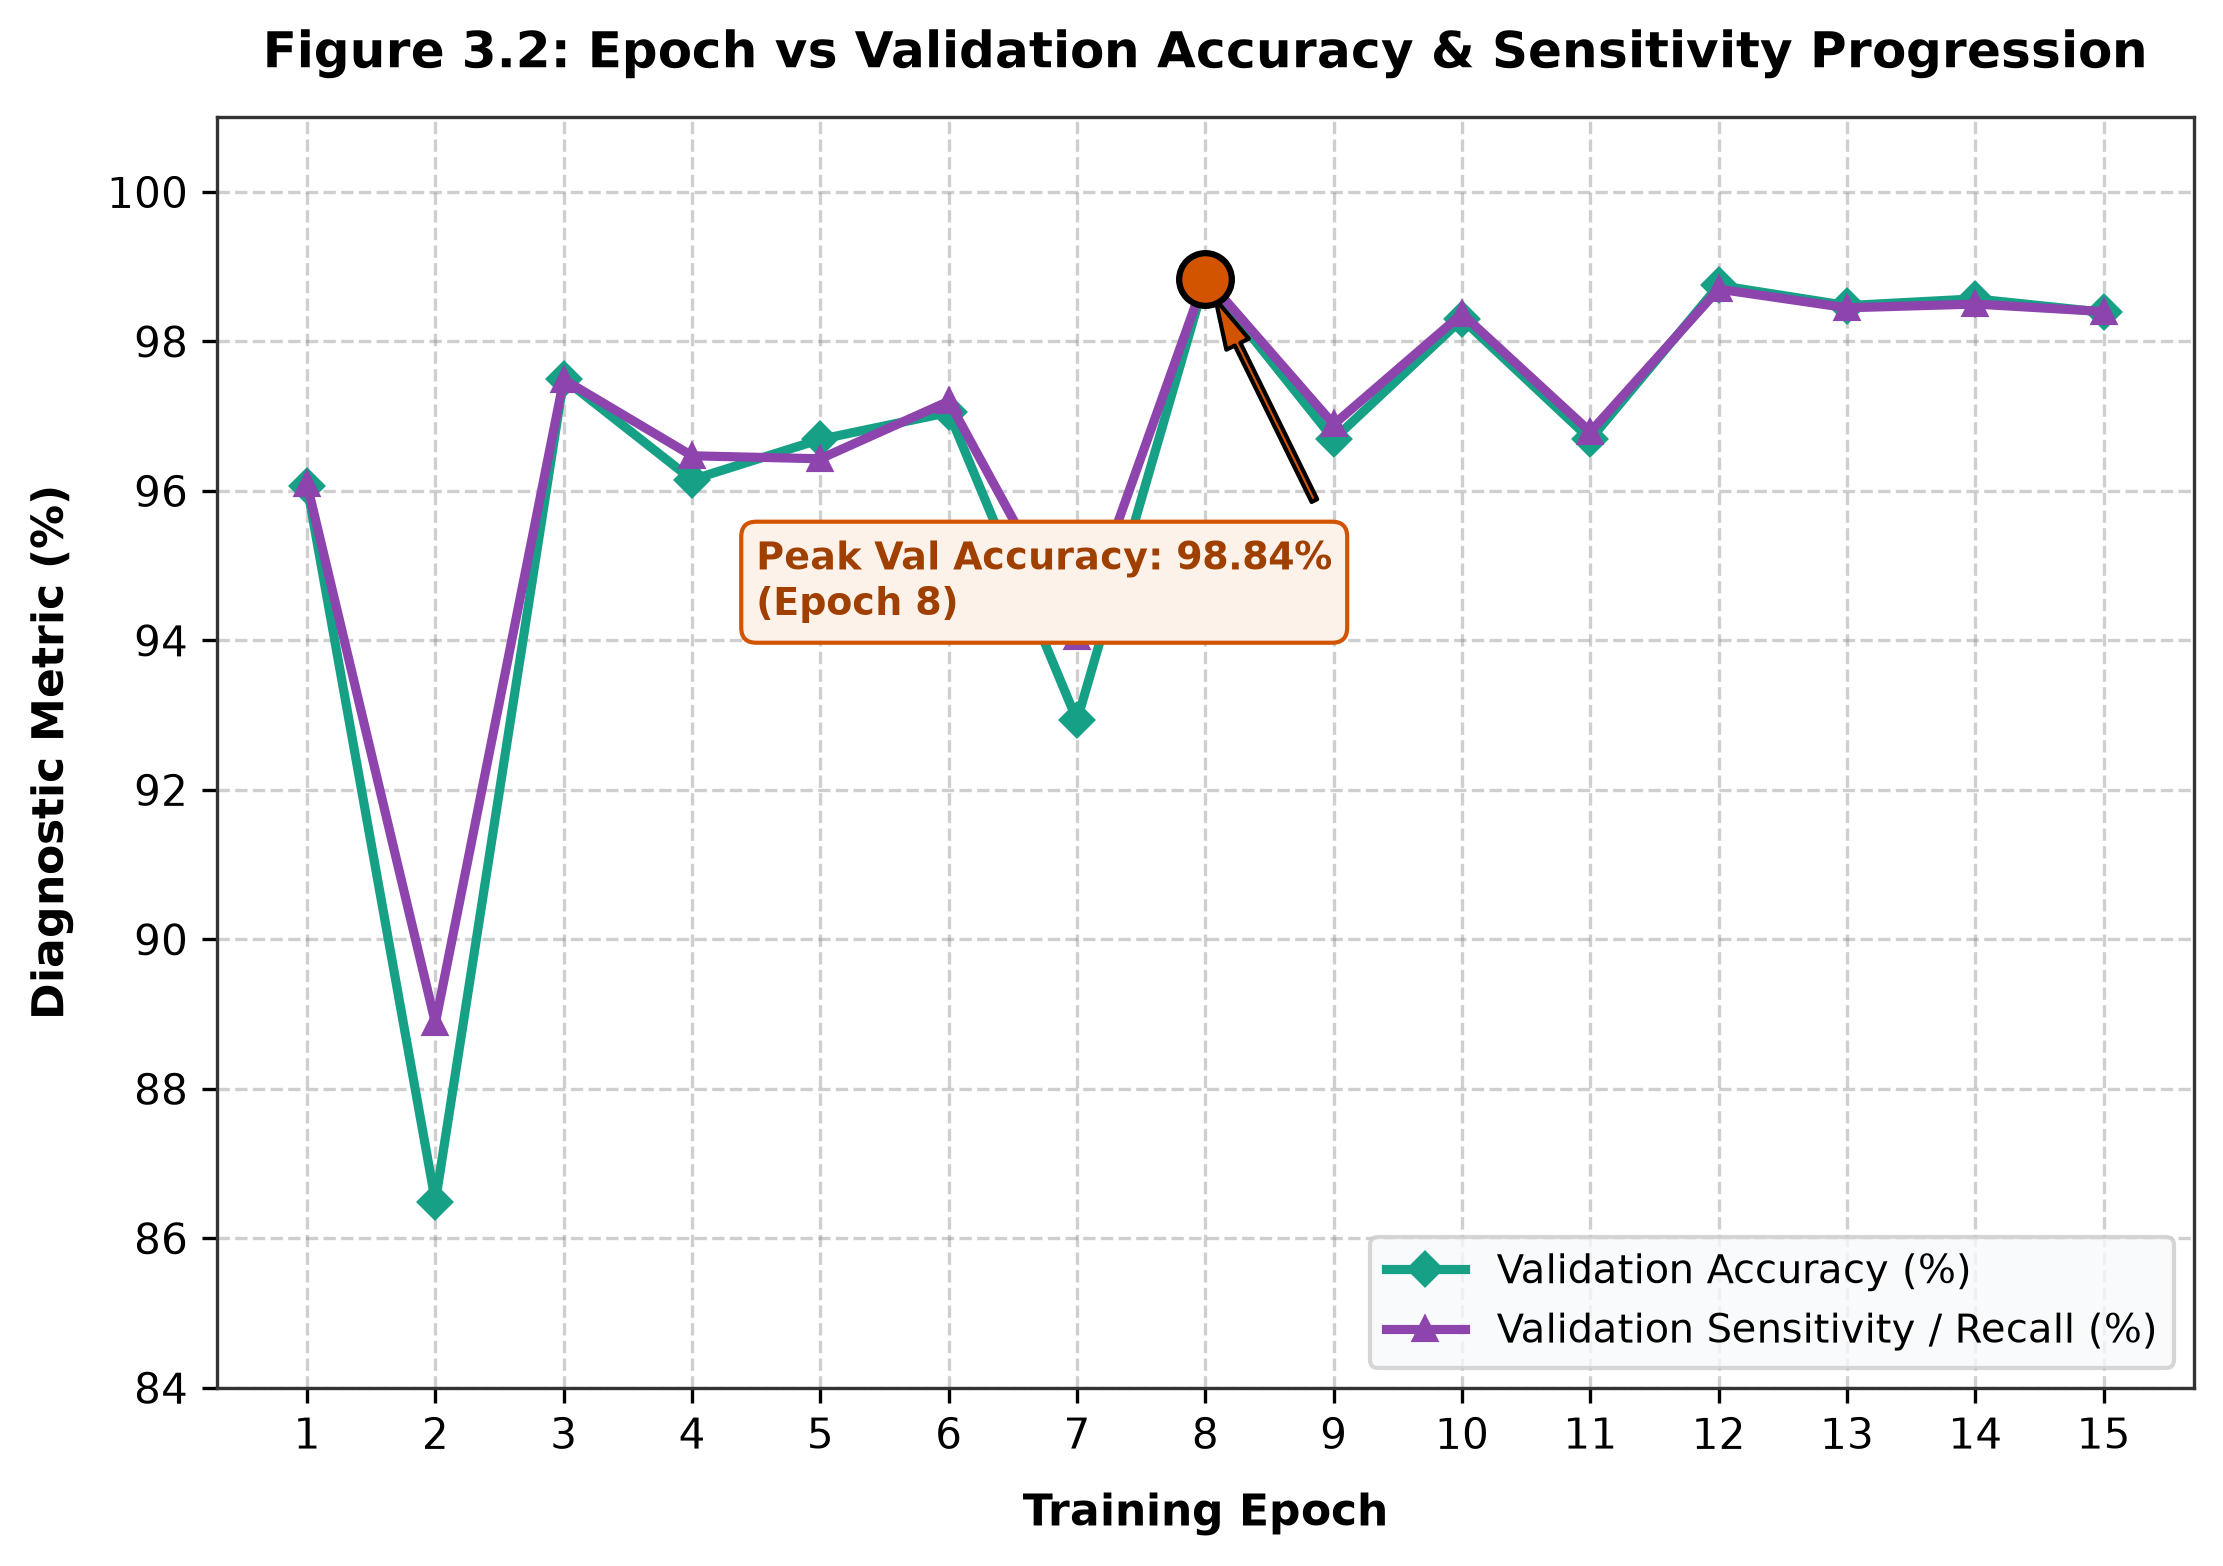 Figure 3.2: Epoch vs Validation Accuracy & Sensitivity Progression
Diagnostic Metric (%)
100
98
96
94
92
90
88
86
84
Peak Val Accuracy: 98.84%
(Epoch 8)
Validation Accuracy (%)
Validation Sensitivity / Recall (%)
1 2 3 4 5 6 7 8 9 10 11 12 13 14 15
Training Epoch